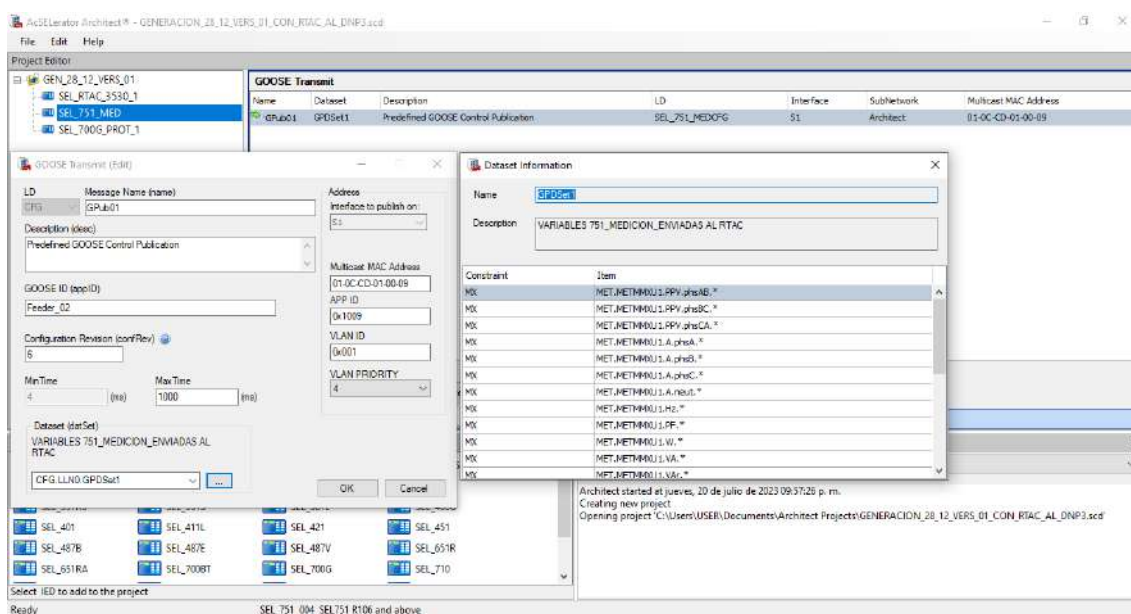 AcSELerator Architect® - GENERACION_28_12_VERS_01_CON_RTAC_AL_DNP3.scd
File Edit Help
Project Editor
GEN_28_12_VERS_01
SEL_RTAC_3530_1
SEL_751_MED
SEL_700G_PROT_1
GOOSE Transmit
Name Dataset Description LD Interface SubNetwork Multicast MAC Address
GPub01 GPDSet1 Predefined GOOSE Control Publication SEL_751_MEDCFG S1 Architect 01-0C-CD-01-00-09
GOOSE Transmit (Edit)
LD Message Name (name)
CFG GPub01
Description (desc)
Predefined GOOSE Control Publication
GOOSE ID (appID)
Feeder_02
Configuration Revision (confRev)
6
MinTime Max Time
4 (ms) 1000 (ms)
Dataset (datSet)
VARIABLES 751_MEDICION_ENVIADAS AL
RTAC
CFG.LLN0.GPDSet1 ...
Address
Interface to publish on:
S1
Multicast MAC Address
01-0C-CD-01-00-09
APP ID
0x1009
VLAN ID
0x001
VLAN PRIORITY
4
OK Cancel
Dataset Information
Name GPDSet1
Description VARIABLES 751_MEDICION_ENVIADAS AL RTAC
Constraint Item
MX MET.METMMXU1.PPV.phsAB.*
MX MET.METMMXU1.PPV.phsBC.*
MX MET.METMMXU1.PPV.phsCA.*
MX MET.METMMXU1.A.phsA.*
MX MET.METMMXU1.A.phsB.*
MX MET.METMMXU1.A.phsC.*
MX MET.METMMXU1.A.neut.*
MX MET.METMMXU1.Hz.*
MX MET.METMMXU1.PF.*
MX MET.METMMXU1.W.*
MX MET.METMMXU1.VA.*
MX MET.METMMXU1.VAr.*
SEL_401 SEL_411L SEL_421 SEL_451
SEL_487B SEL_487E SEL_487V SEL_651R
SEL_651RA SEL_700BT SEL_700G SEL_710
Architect started at jueves, 20 de julio de 2023 09:57:26 p. m.
Creating new project
Opening project 'C:\Users\USER\Documents\Architect Projects\GENERACION_28_12_VERS_01_CON_RTAC_AL_DNP3.scd'
Select IED to add to the project
Ready SEL_751_004 SEL751 R106 and above